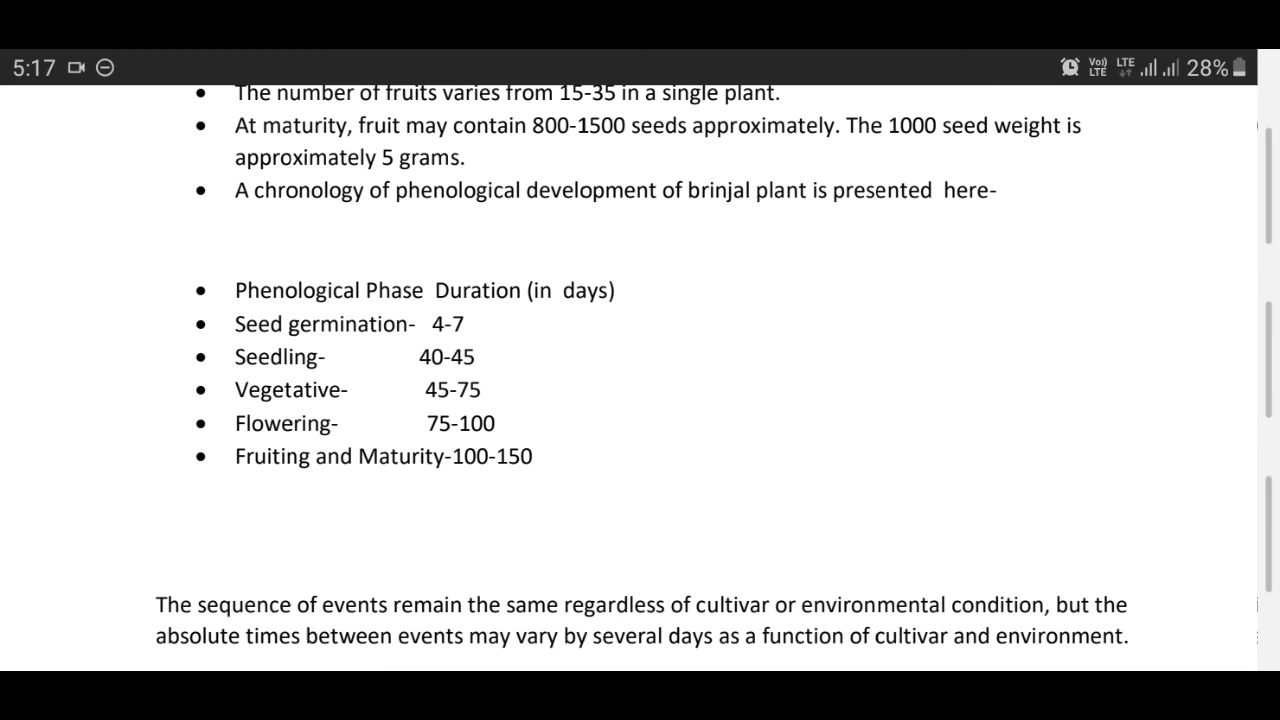 5:17 28%
• The number of fruits varies from 15-35 in a single plant.
• At maturity, fruit may contain 800-1500 seeds approximately. The 1000 seed weight is
approximately 5 grams.
• A chronology of phenological development of brinjal plant is presented here-
• Phenological Phase Duration (in days)
• Seed germination- 4-7
• Seedling- 40-45
• Vegetative- 45-75
• Flowering- 75-100
• Fruiting and Maturity-100-150
The sequence of events remain the same regardless of cultivar or environmental condition, but the
absolute times between events may vary by several days as a function of cultivar and environment.